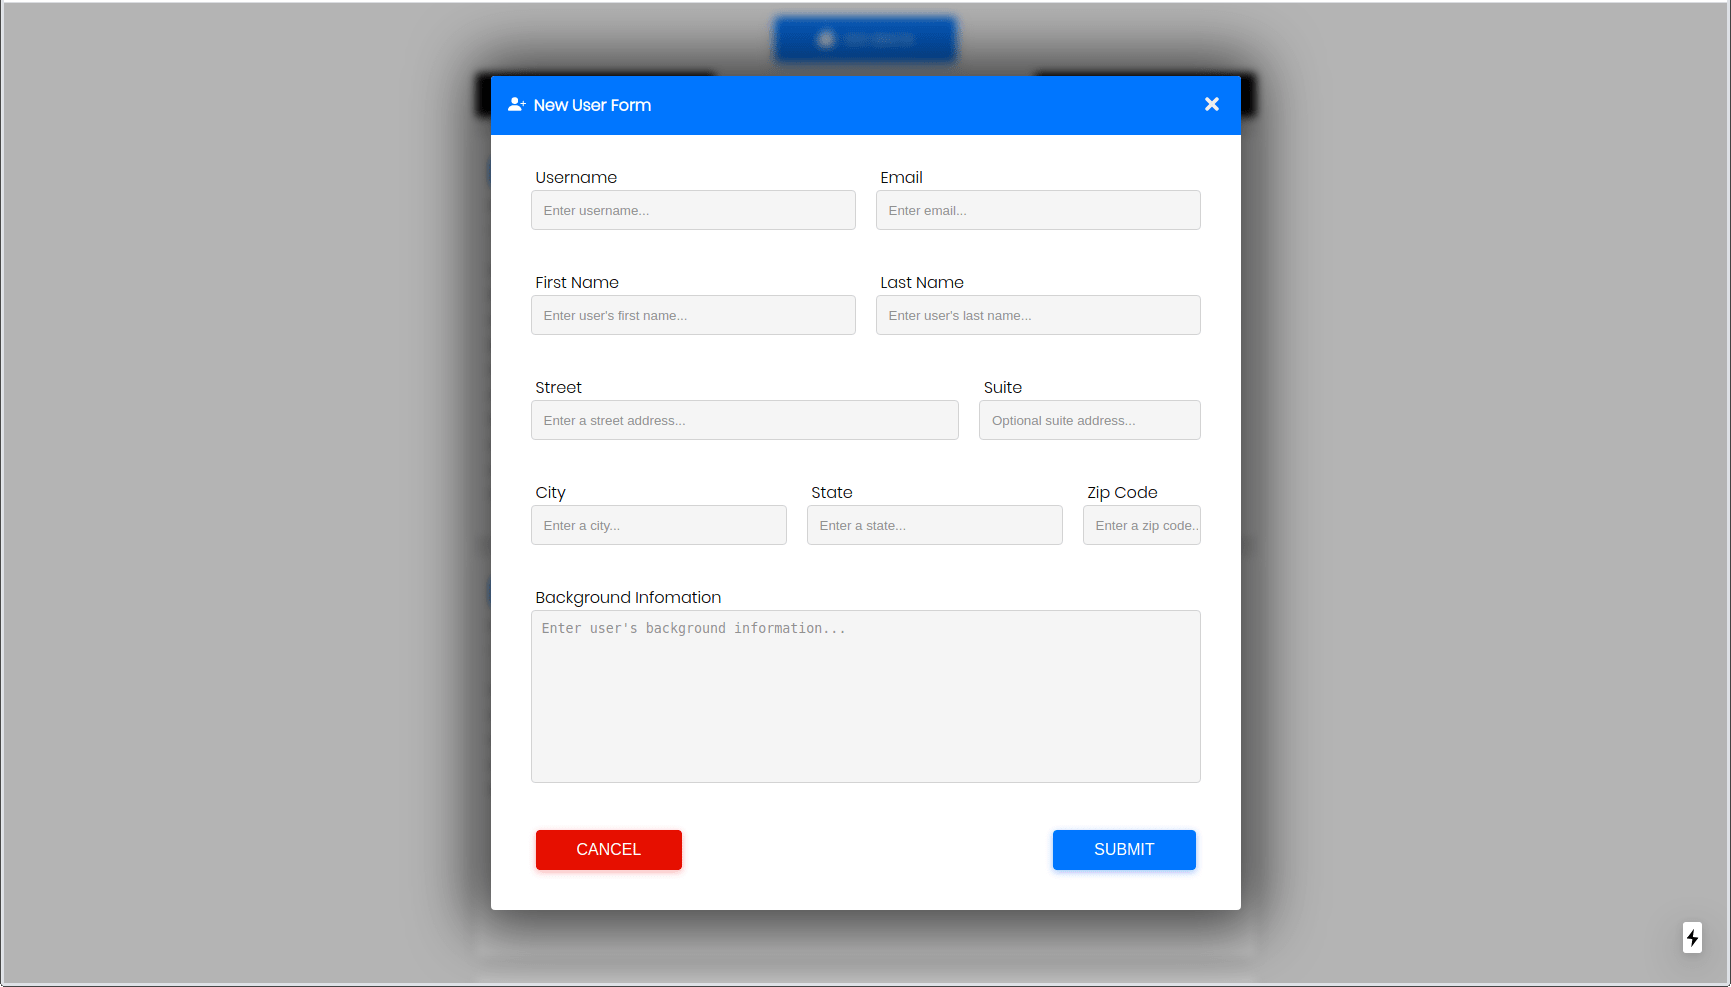 New User Form
Username Email
Enter username... Enter email...
First Name Last Name
Enter user's first name... Enter user's last name...
Street Suite
Enter a street address... Optional suite address...
City State Zip Code
Enter a city... Enter a state... Enter a zip code..
Background Infomation
Enter user's background information...
CANCEL SUBMIT